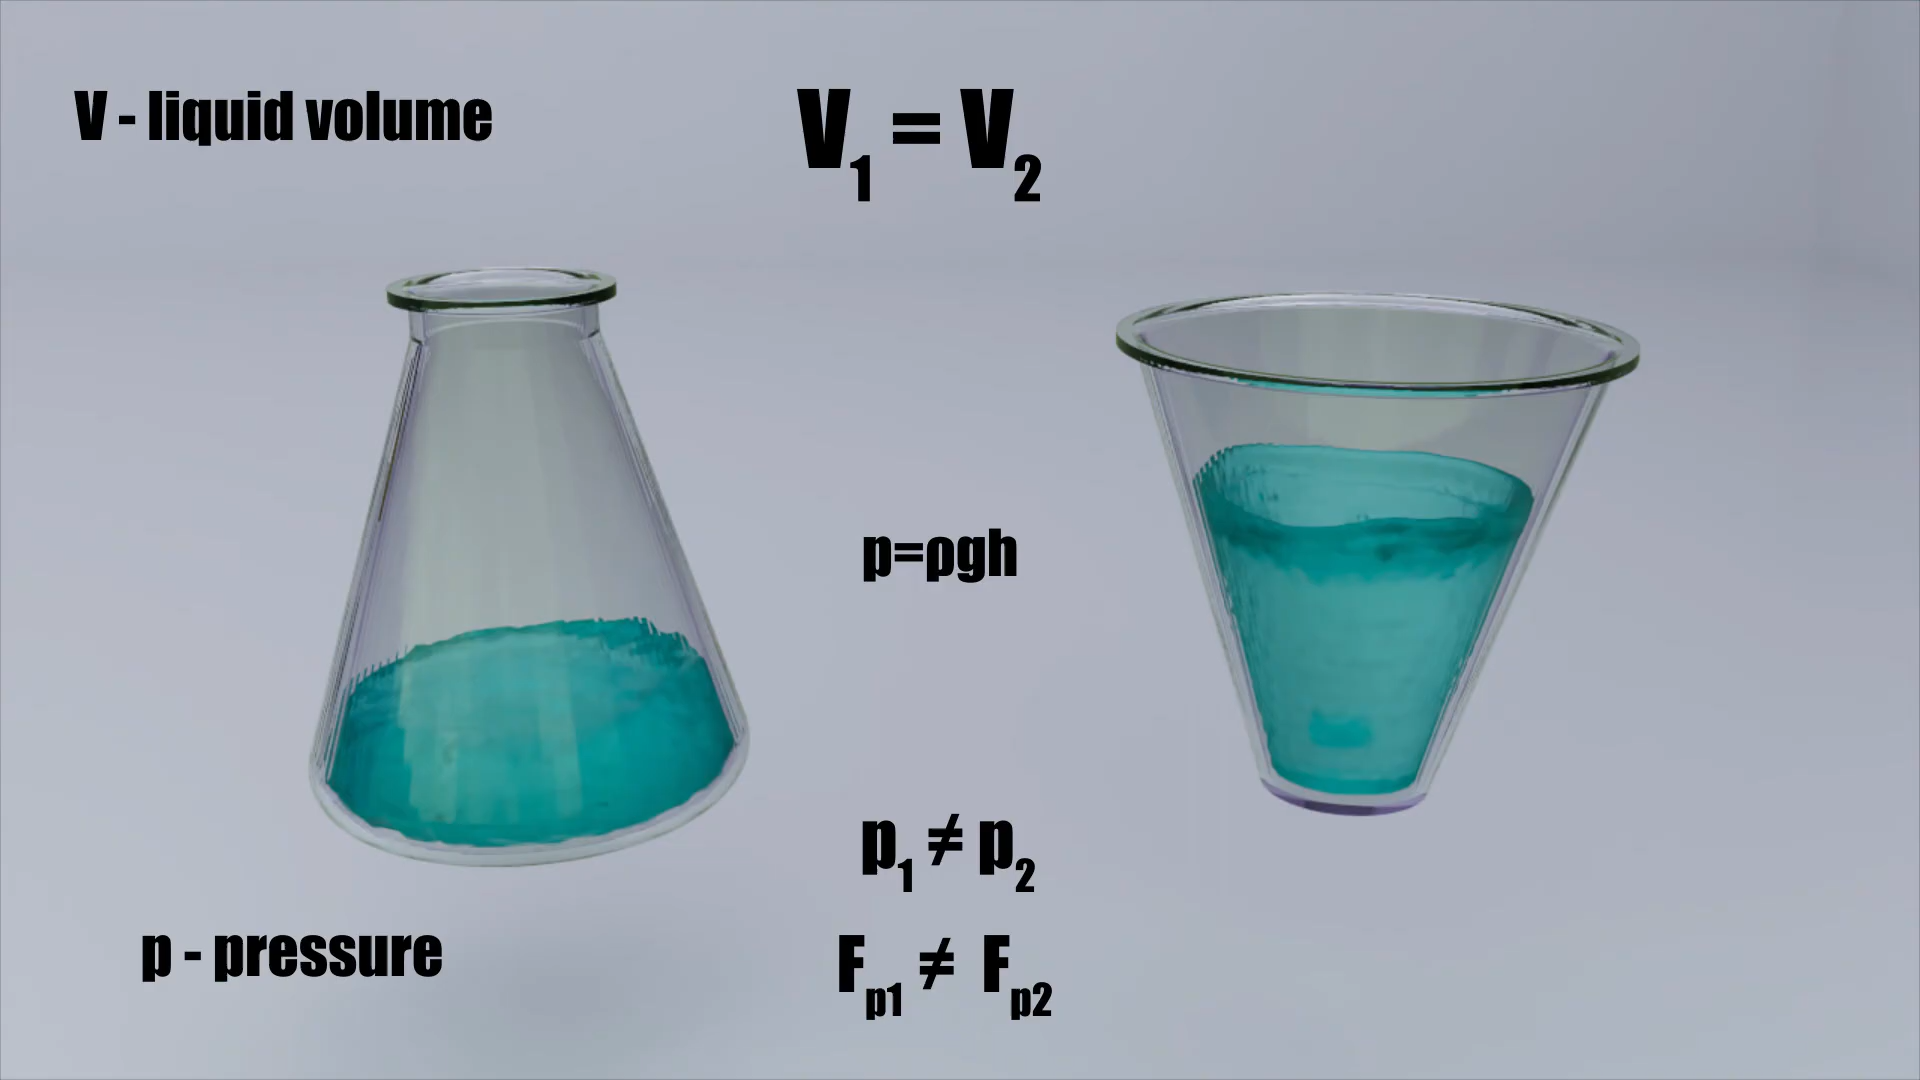 V - liquid volume
V₁ = V₂
p=ρgh
p₁ ≠ p₂
p - pressure
Fₚ₁ ≠ Fₚ₂